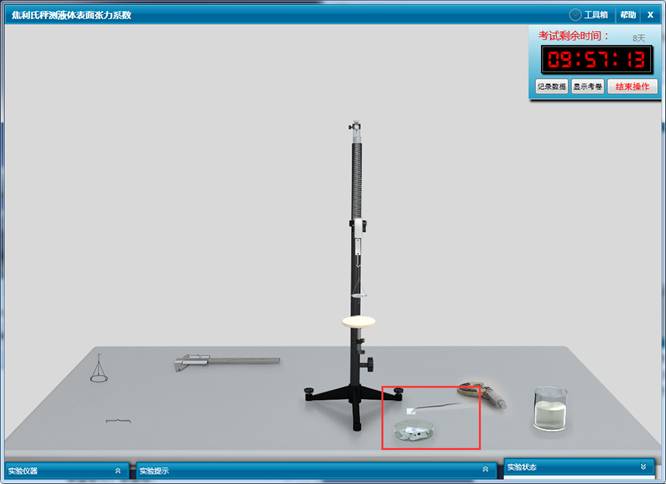 焦利氏秤测液体表面张力系数
工具箱 帮助 X
考试剩余时间： 8天
09:57:13
记录数据 显示考卷 结束操作
实验仪器 实验提示 实验状态